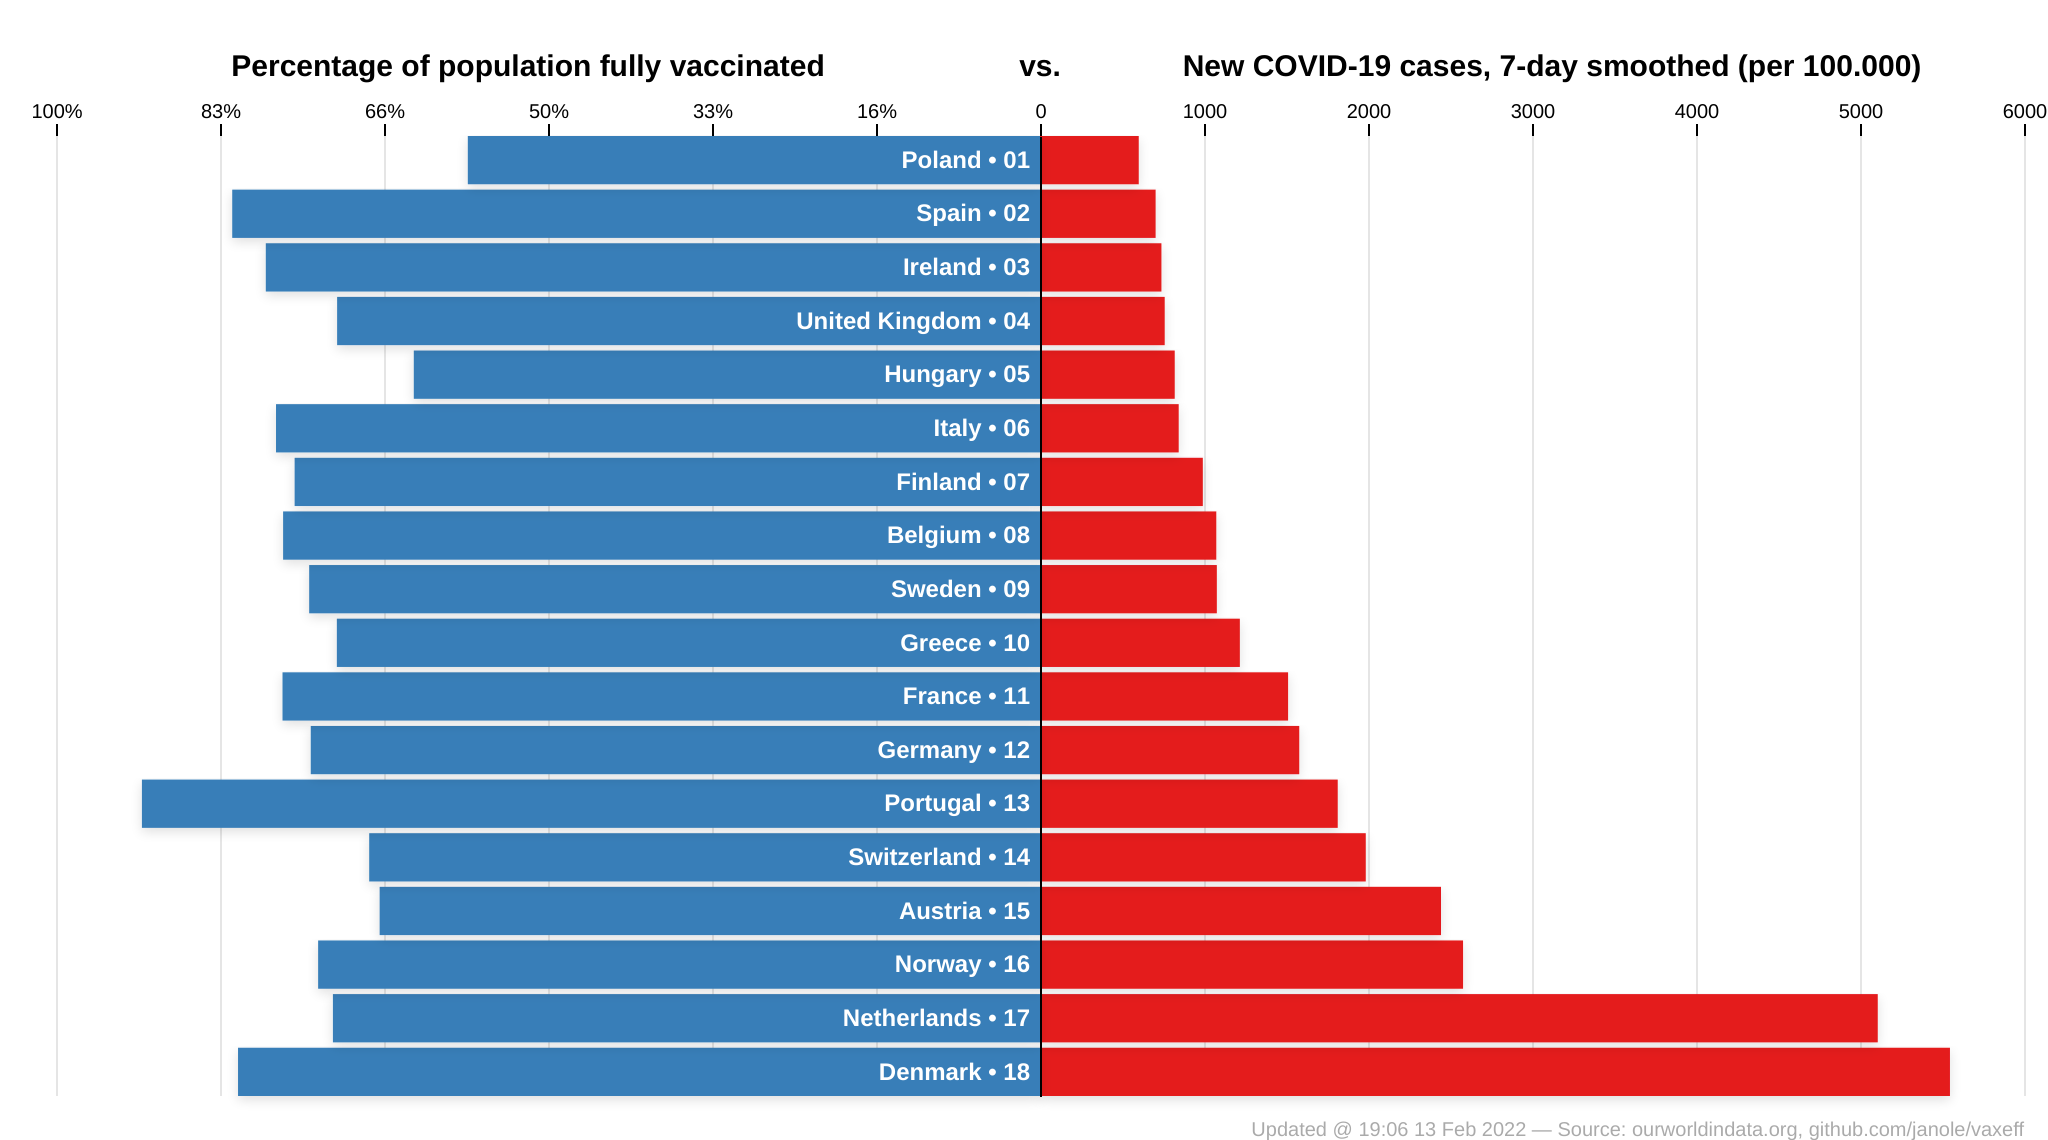 Percentage of population fully vaccinated vs. New COVID-19 cases, 7-day smoothed (per 100.000)
100% 83% 66% 50% 33% 16% 0 1000 2000 3000 4000 5000 6000
Poland • 01
Spain • 02
Ireland • 03
United Kingdom • 04
Hungary • 05
Italy • 06
Finland • 07
Belgium • 08
Sweden • 09
Greece • 10
France • 11
Germany • 12
Portugal • 13
Switzerland • 14
Austria • 15
Norway • 16
Netherlands • 17
Denmark • 18
Updated @ 19:06 13 Feb 2022 — Source: ourworldindata.org, github.com/janole/vaxeff